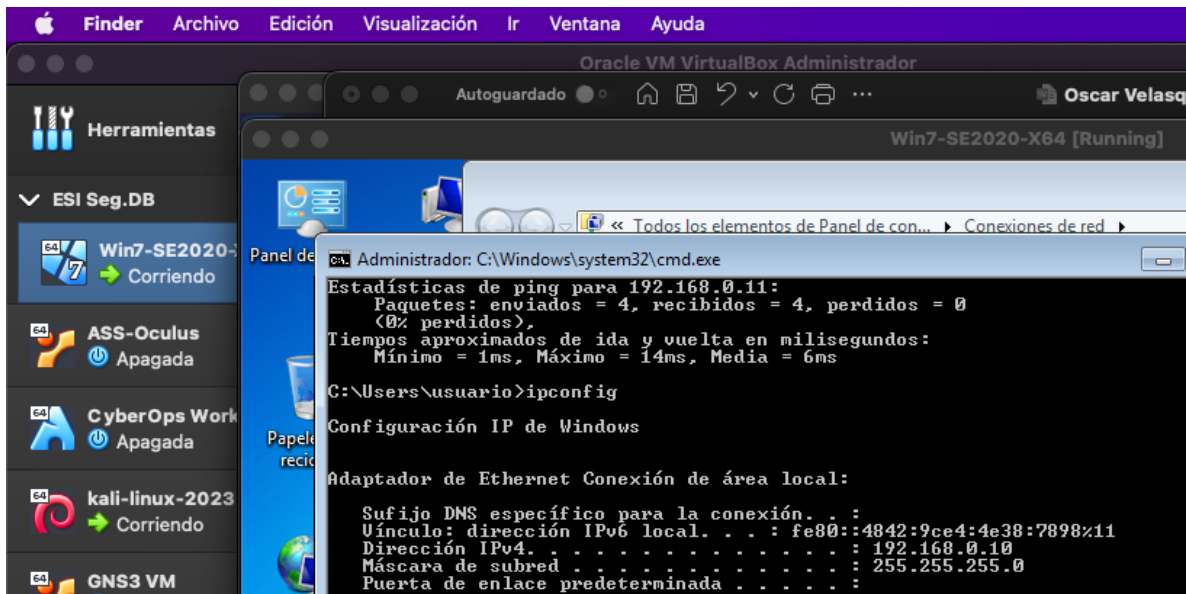 Finder Archivo Edición Visualización Ir Ventana Ayuda
Oracle VM VirtualBox Administrador
Autoguardado
Oscar Velasq
Herramientas
Win7-SE2020-X64 [Running]
ESI Seg.DB
« Todos los elementos de Panel de con... Conexiones de red
64
7
Win7-SE2020-
Corriendo
Panel de
Administrador: C:\Windows\system32\cmd.exe
Estadísticas de ping para 192.168.0.11:
Paquetes: enviados = 4, recibidos = 4, perdidos = 0
(0% perdidos),
Tiempos aproximados de ida y vuelta en milisegundos:
Mínimo = 1ms, Máximo = 14ms, Media = 6ms
64
ASS-Oculus
Apagada
C:\Users\usuario>ipconfig
64
CyberOps Work
Apagada
Papele
recic
Configuración IP de Windows
Adaptador de Ethernet Conexión de área local:
64
kali-linux-2023
Corriendo
Sufijo DNS específico para la conexión. . :
Vínculo: dirección IPv6 local. . . : fe80::4842:9ce4:4e38:7898%11
Dirección IPv4. . . . . . . . . . . . . . : 192.168.0.10
Máscara de subred . . . . . . . . . . . . : 255.255.255.0
Puerta de enlace predeterminada . . . . . :
64
GNS3 VM